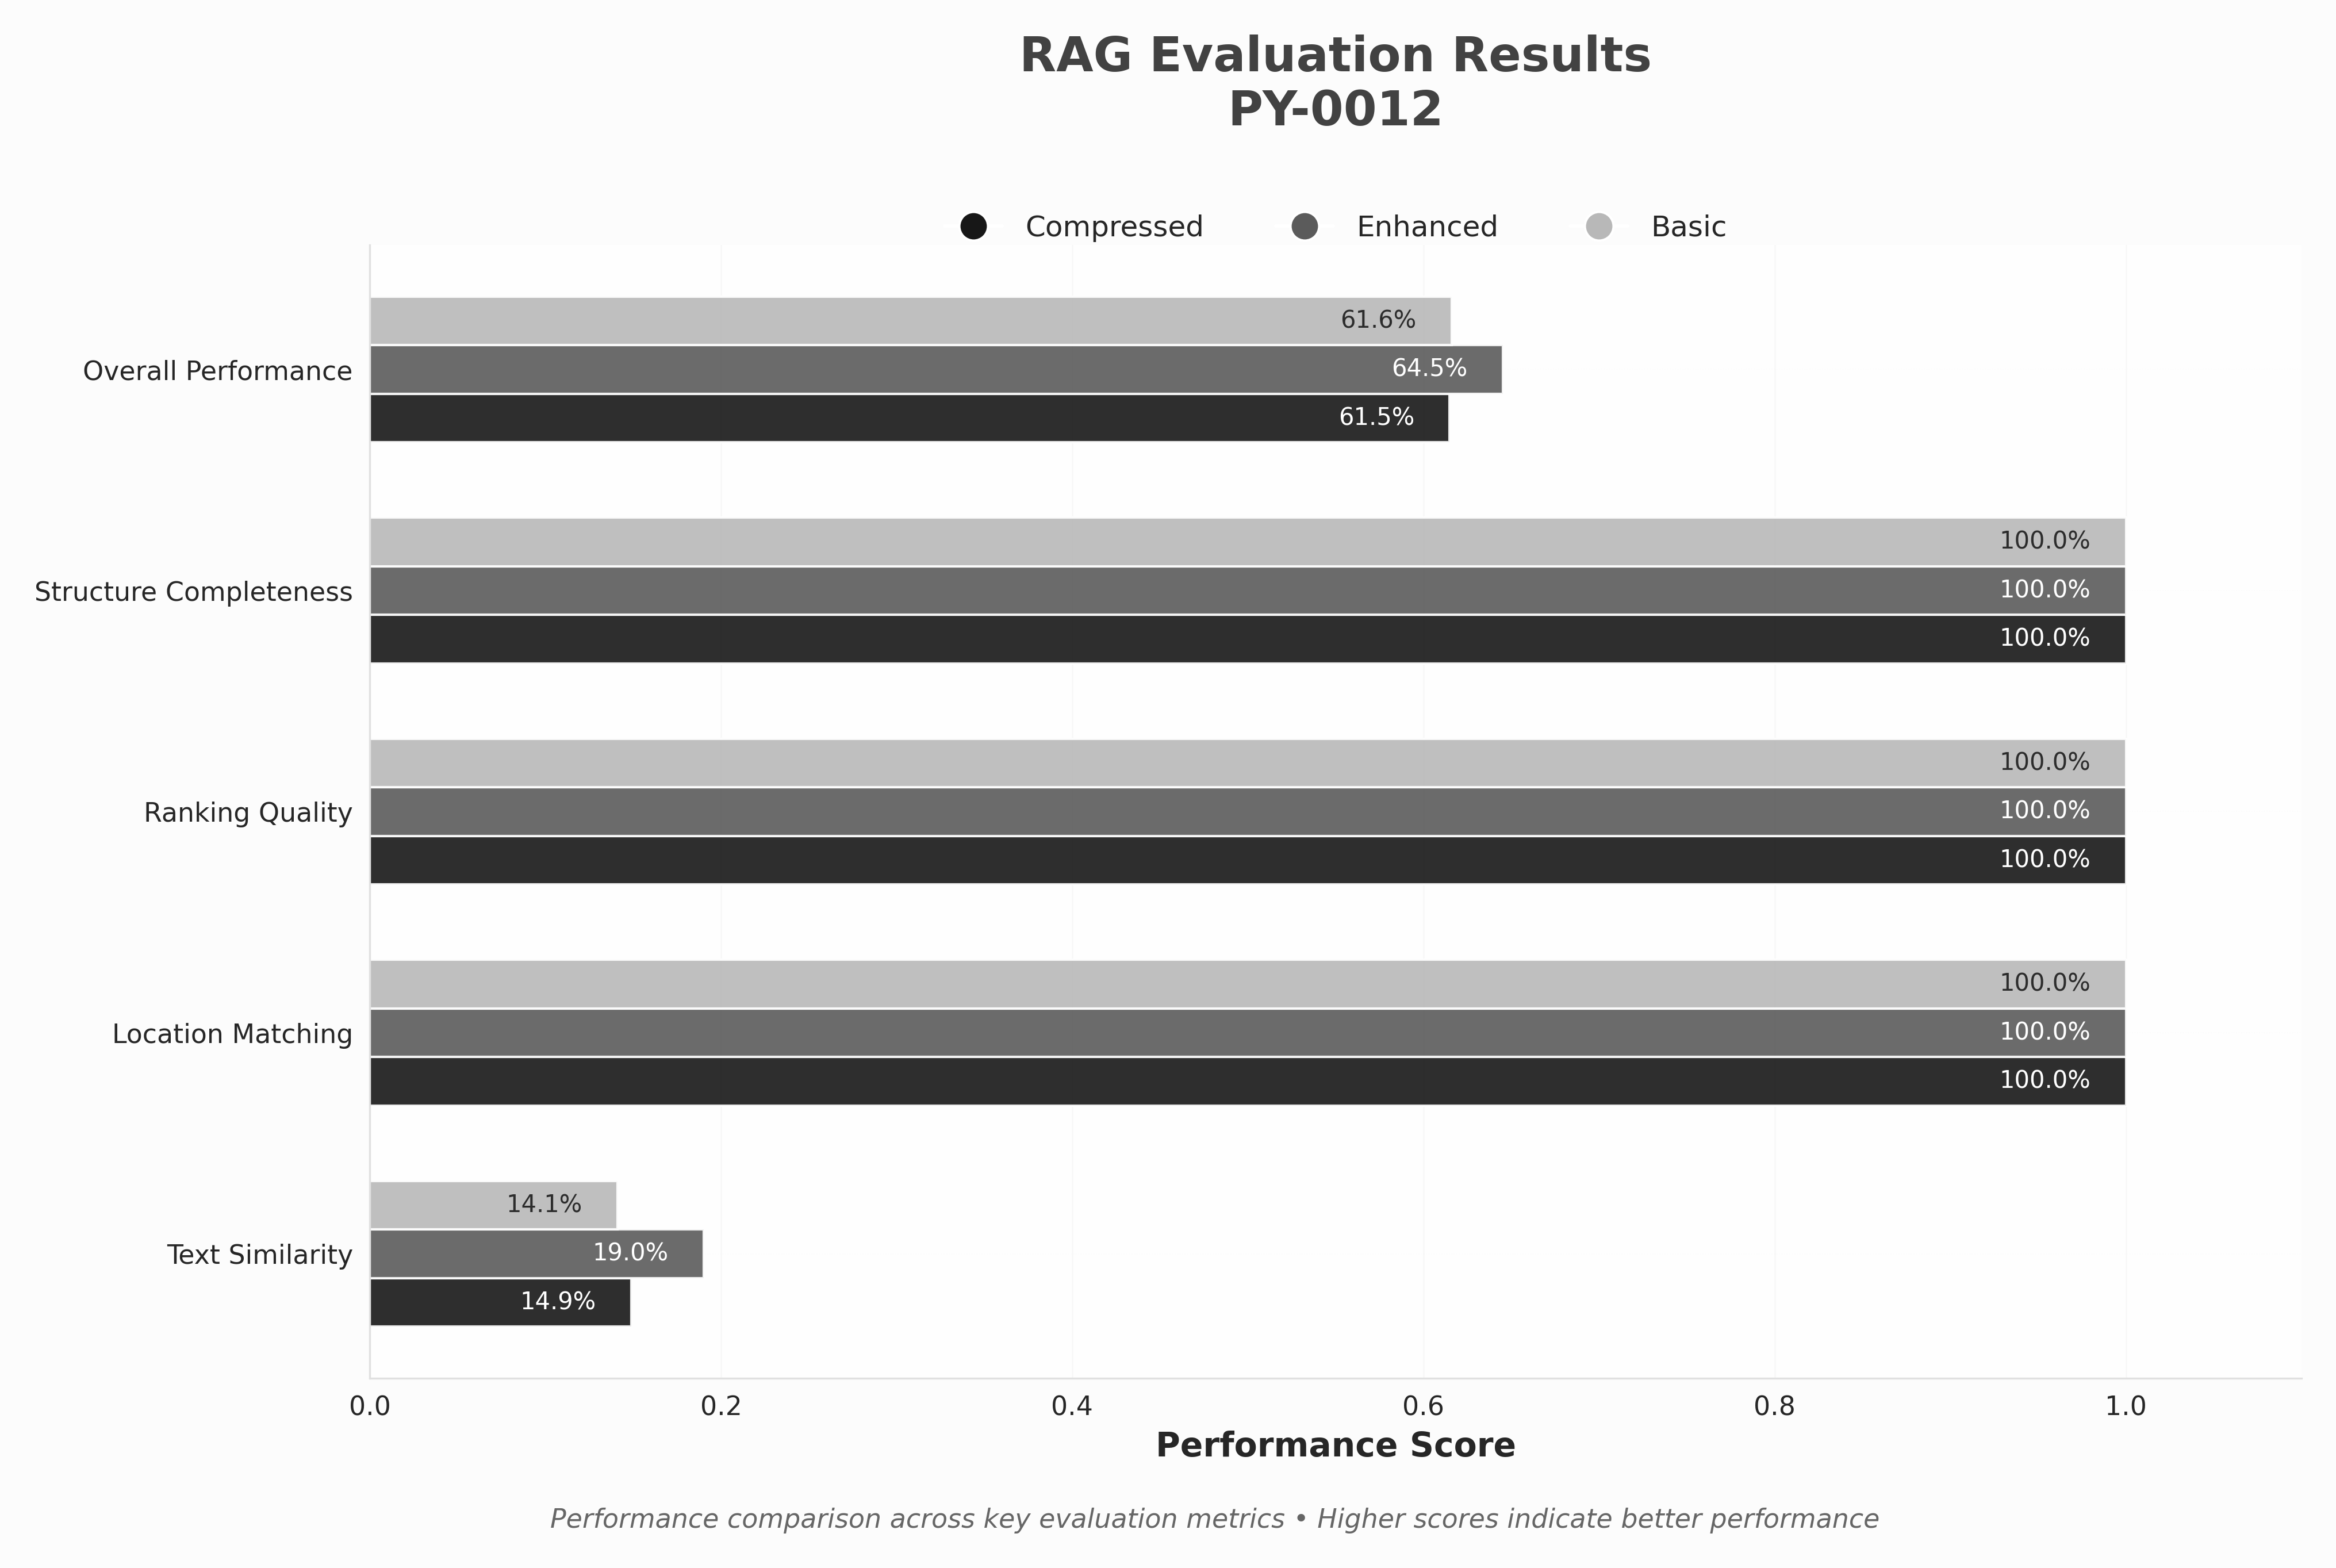 RAG Evaluation Results
PY-0012
Compressed
Enhanced
Basic
Overall Performance
61.6%
64.5%
61.5%
Structure Completeness
100.0%
100.0%
100.0%
Ranking Quality
100.0%
100.0%
100.0%
Location Matching
100.0%
100.0%
100.0%
Text Similarity
14.1%
19.0%
14.9%
0.0 0.2 0.4 0.6 0.8 1.0
Performance Score
Performance comparison across key evaluation metrics • Higher scores indicate better performance